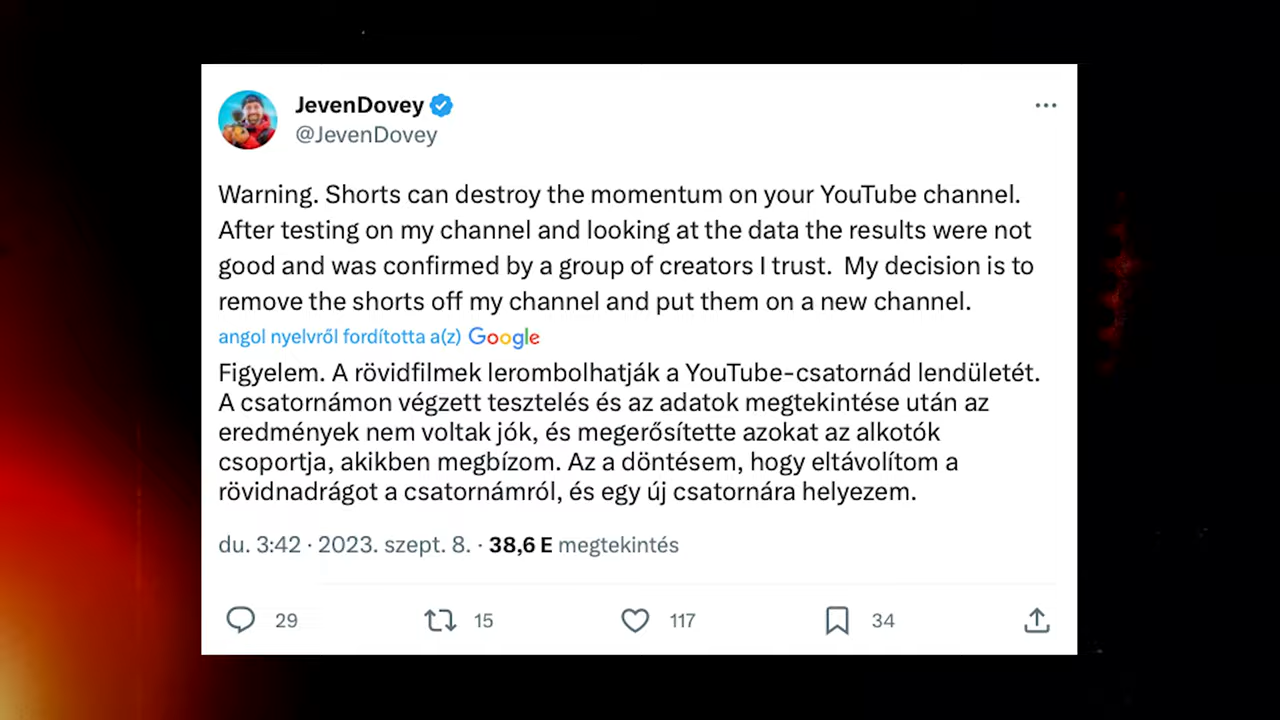 JevenDovey
@JevenDovey
Warning. Shorts can destroy the momentum on your YouTube channel.
After testing on my channel and looking at the data the results were not
good and was confirmed by a group of creators I trust.  My decision is to
remove the shorts off my channel and put them on a new channel.
angol nyelvről fordította a(z) Google
Figyelem. A rövidfilmek lerombolhatják a YouTube-csatornád lendületét.
A csatornámon végzett tesztelés és az adatok megtekintése után az
eredmények nem voltak jók, és megerősítette azokat az alkotók
csoportja, akikben megbízom. Az a döntésem, hogy eltávolítom a
rövidnadrágot a csatornámról, és egy új csatornára helyezem.
du. 3:42 · 2023. szept. 8. · 38,6 E megtekintés
29 15 117 34